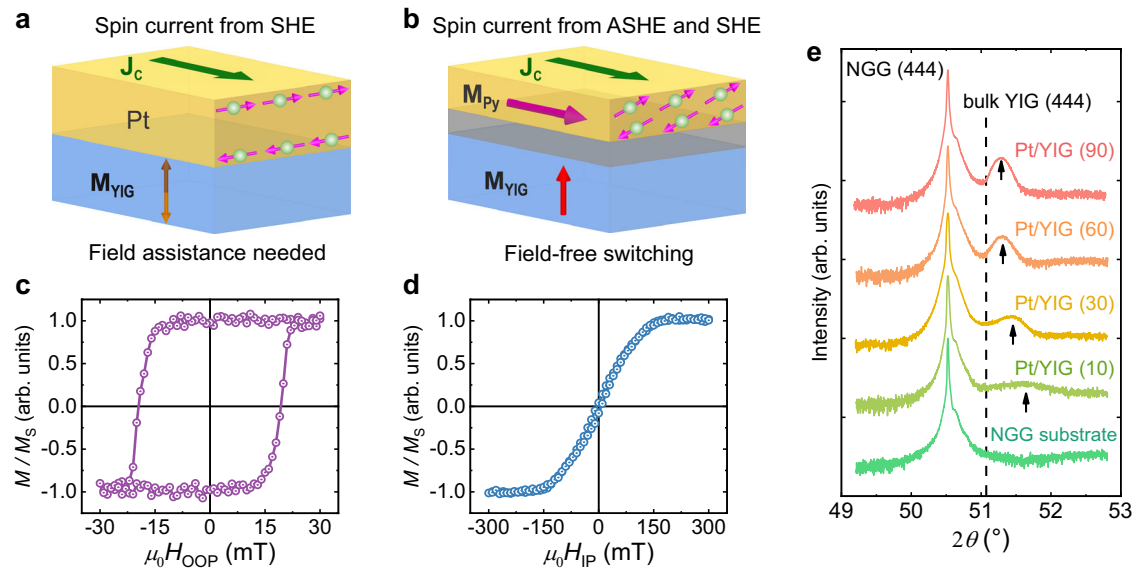 a
Spin current from SHE
J_C
Pt
M_YIG
Field assistance needed
b
Spin current from ASHE and SHE
J_C
M_Py
M_YIG
Field-free switching
c
M / M_S (arb. units)
1.0
0.5
0.0
-0.5
-1.0
-30 -15 0 15 30
μ₀H_OOP (mT)
d
M / M_S (arb. units)
1.0
0.5
0.0
-0.5
-1.0
-300 -150 0 150 300
μ₀H_IP (mT)
e
NGG (444)
bulk YIG (444)
Pt/YIG (90)
Pt/YIG (60)
Pt/YIG (30)
Pt/YIG (10)
NGG substrate
Intensity (arb. units)
49 50 51 52 53
2θ (°)